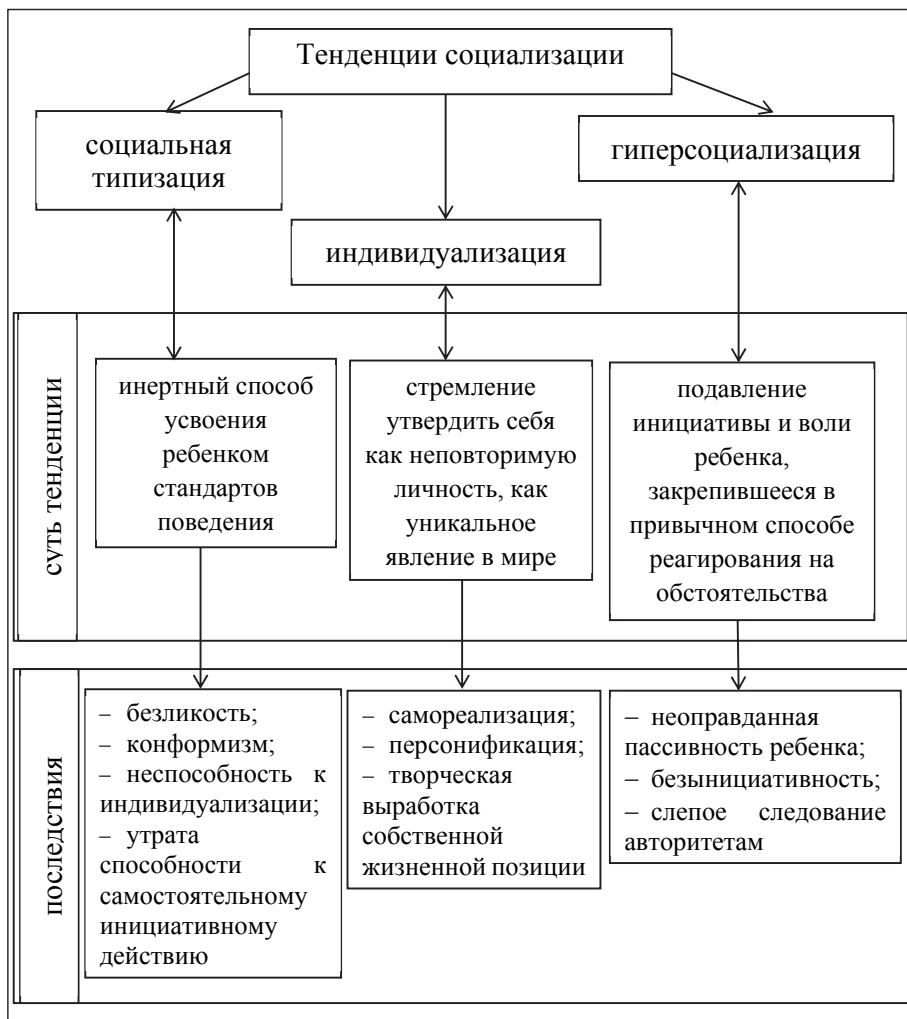 Тенденции социализации
социальная
типизация
гиперсоциализация
индивидуализация
суть тенденции
инертный способ
усвоения
ребенком
стандартов
поведения
стремление
утвердить себя
как неповторимую
личность, как
уникальное
явление в мире
подавление
инициативы и воли
ребенка,
закрепившееся в
привычном способе
реагирования на
обстоятельства
последствия
– безликость;
– конформизм;
– неспособность к
индивидуализации;
– утрата
способности к
самостоятельному
инициативному
действию
– самореализация;
– персонификация;
– творческая
выработка
собственной
жизненной позиции
– неоправданная
пассивность ребенка;
– безынициативность;
– слепое следование
авторитетам